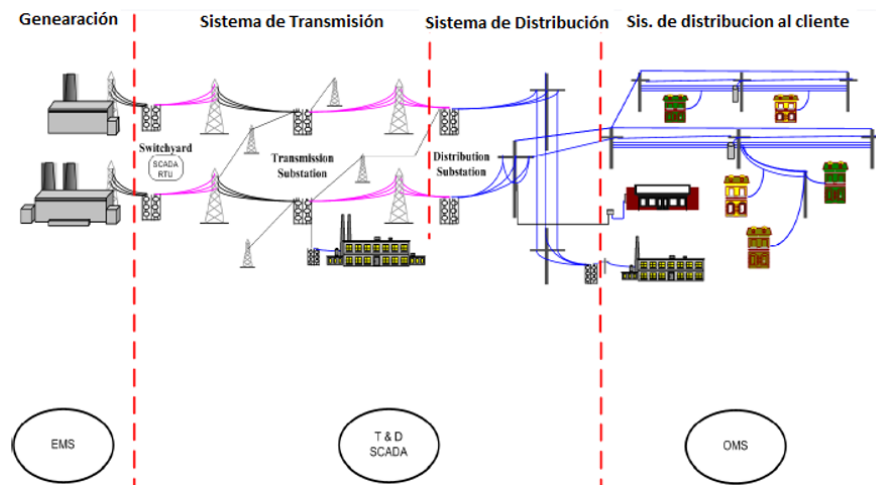 Genearación
Sistema de Transmisión
Sistema de Distribución
Sis. de distribucion al cliente
Switchyard
SCADA
RTU
Transmission
Substation
Distribution
Substation
EMS
T & D
SCADA
OMS